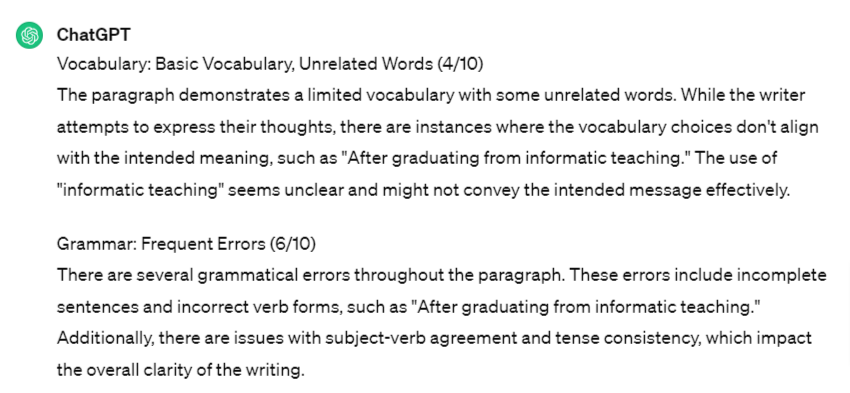 ChatGPT
Vocabulary: Basic Vocabulary, Unrelated Words (4/10)
The paragraph demonstrates a limited vocabulary with some unrelated words. While the writer
attempts to express their thoughts, there are instances where the vocabulary choices don't align
with the intended meaning, such as "After graduating from informatic teaching." The use of
"informatic teaching" seems unclear and might not convey the intended message effectively.
Grammar: Frequent Errors (6/10)
There are several grammatical errors throughout the paragraph. These errors include incomplete
sentences and incorrect verb forms, such as "After graduating from informatic teaching."
Additionally, there are issues with subject-verb agreement and tense consistency, which impact
the overall clarity of the writing.